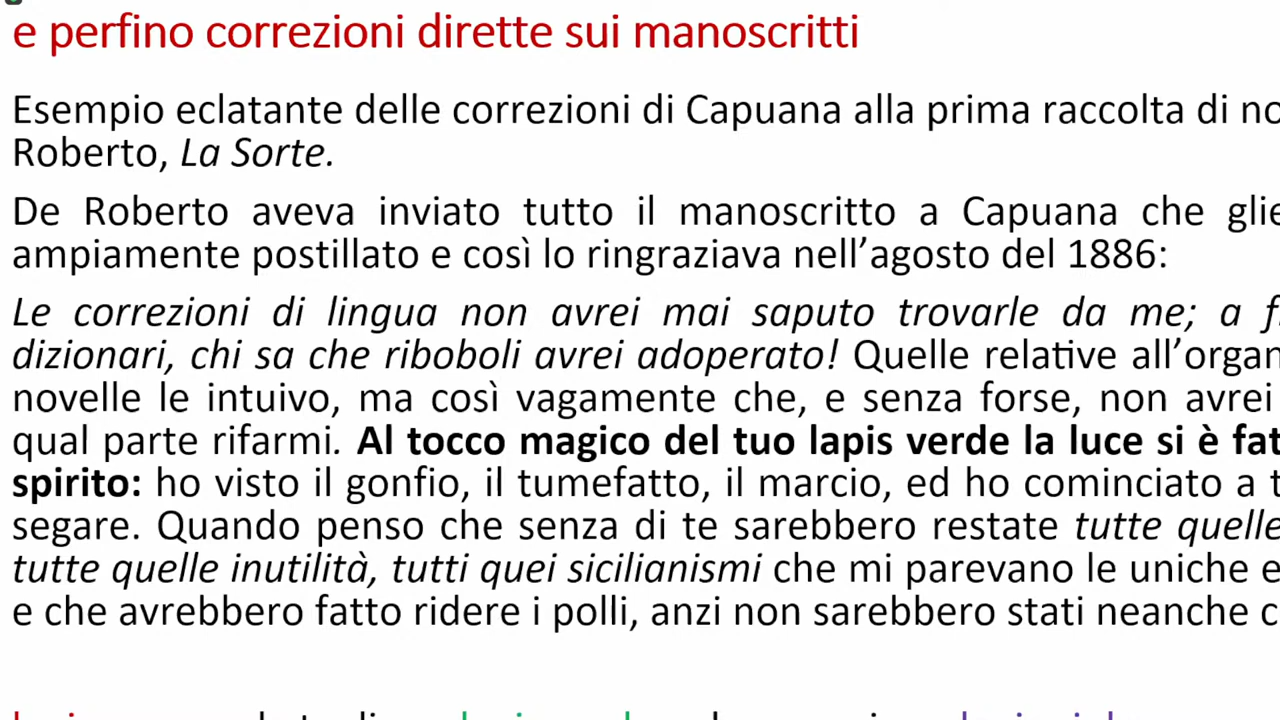 e perfino correzioni dirette sui manoscritti
Esempio eclatante delle correzioni di Capuana alla prima raccolta di
Roberto, La Sorte.
De Roberto aveva inviato tutto il manoscritto a Capuana che
ampiamente postillato e così lo ringraziava nell’agosto del 1886:
Le correzioni di lingua non avrei mai saputo trovarle da me; a
dizionari, chi sa che riboboli avrei adoperato! Quelle relative
novelle le intuivo, ma così vagamente che, e senza forse, non avrei
qual parte rifarmi. Al tocco magico del tuo lapis verde la luce si è
spirito: ho visto il gonfio, il tumefatto, il marcio, ed ho cominciato a
segare. Quando penso che senza di te sarebbero restate tutte quelle
tutte quelle inutilità, tutti quei sicilianismi che mi parevano le uniche
e che avrebbero fatto ridere i polli, anzi non sarebbero stati neanche